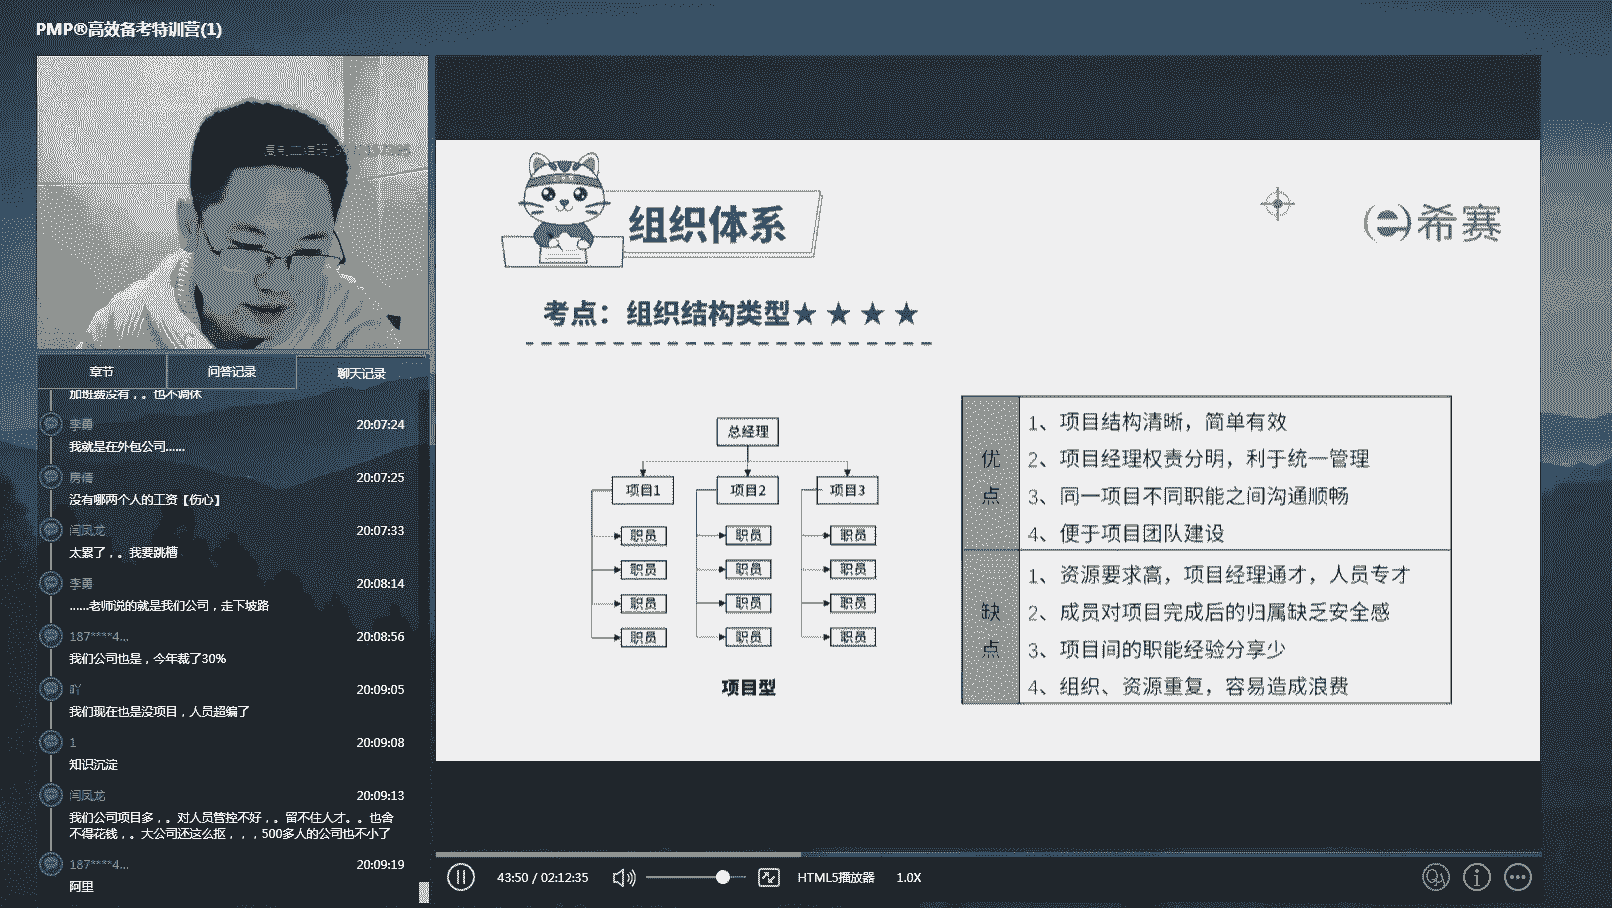 PMP®高效备考特训营(1)
章节
问答记录
聊天记录
加班费没有，。也不调休
李勇
20:07:24
我就是在外包公司......
房倩
20:07:25
没有哪两个人的工资【伤心】
闫凤龙
20:07:33
太累了，。我要跳槽
李勇
20:08:14
......老师说的就是我们公司，走下坡路
187****4...
20:08:56
我们公司也是，今年裁了30%
吖
20:09:05
我们现在也是没项目，人员超编了
1
20:09:08
知识沉淀
闫凤龙
20:09:13
我们公司项目多，。对人员管控不好，。留不住人才。。也舍
不得花钱，。大公司还这么抠，，，500多人的公司也不小了
187****4...
20:09:19
阿里
组织体系
希赛
考点：组织结构类型★★★★
总经理
项目1
项目2
项目3
职员
职员
职员
职员
职员
职员
职员
职员
职员
职员
职员
职员
项目型
优点
1、项目结构清晰，简单有效
2、项目经理权责分明，利于统一管理
3、同一项目不同职能之间沟通顺畅
4、便于项目团队建设
缺点
1、资源要求高，项目经理通才，人员专才
2、成员对项目完成后的归属缺乏安全感
3、项目间的职能经验分享少
4、组织、资源重复，容易造成浪费
43:50 / 02:12:35
HTML5播放器
1.0X